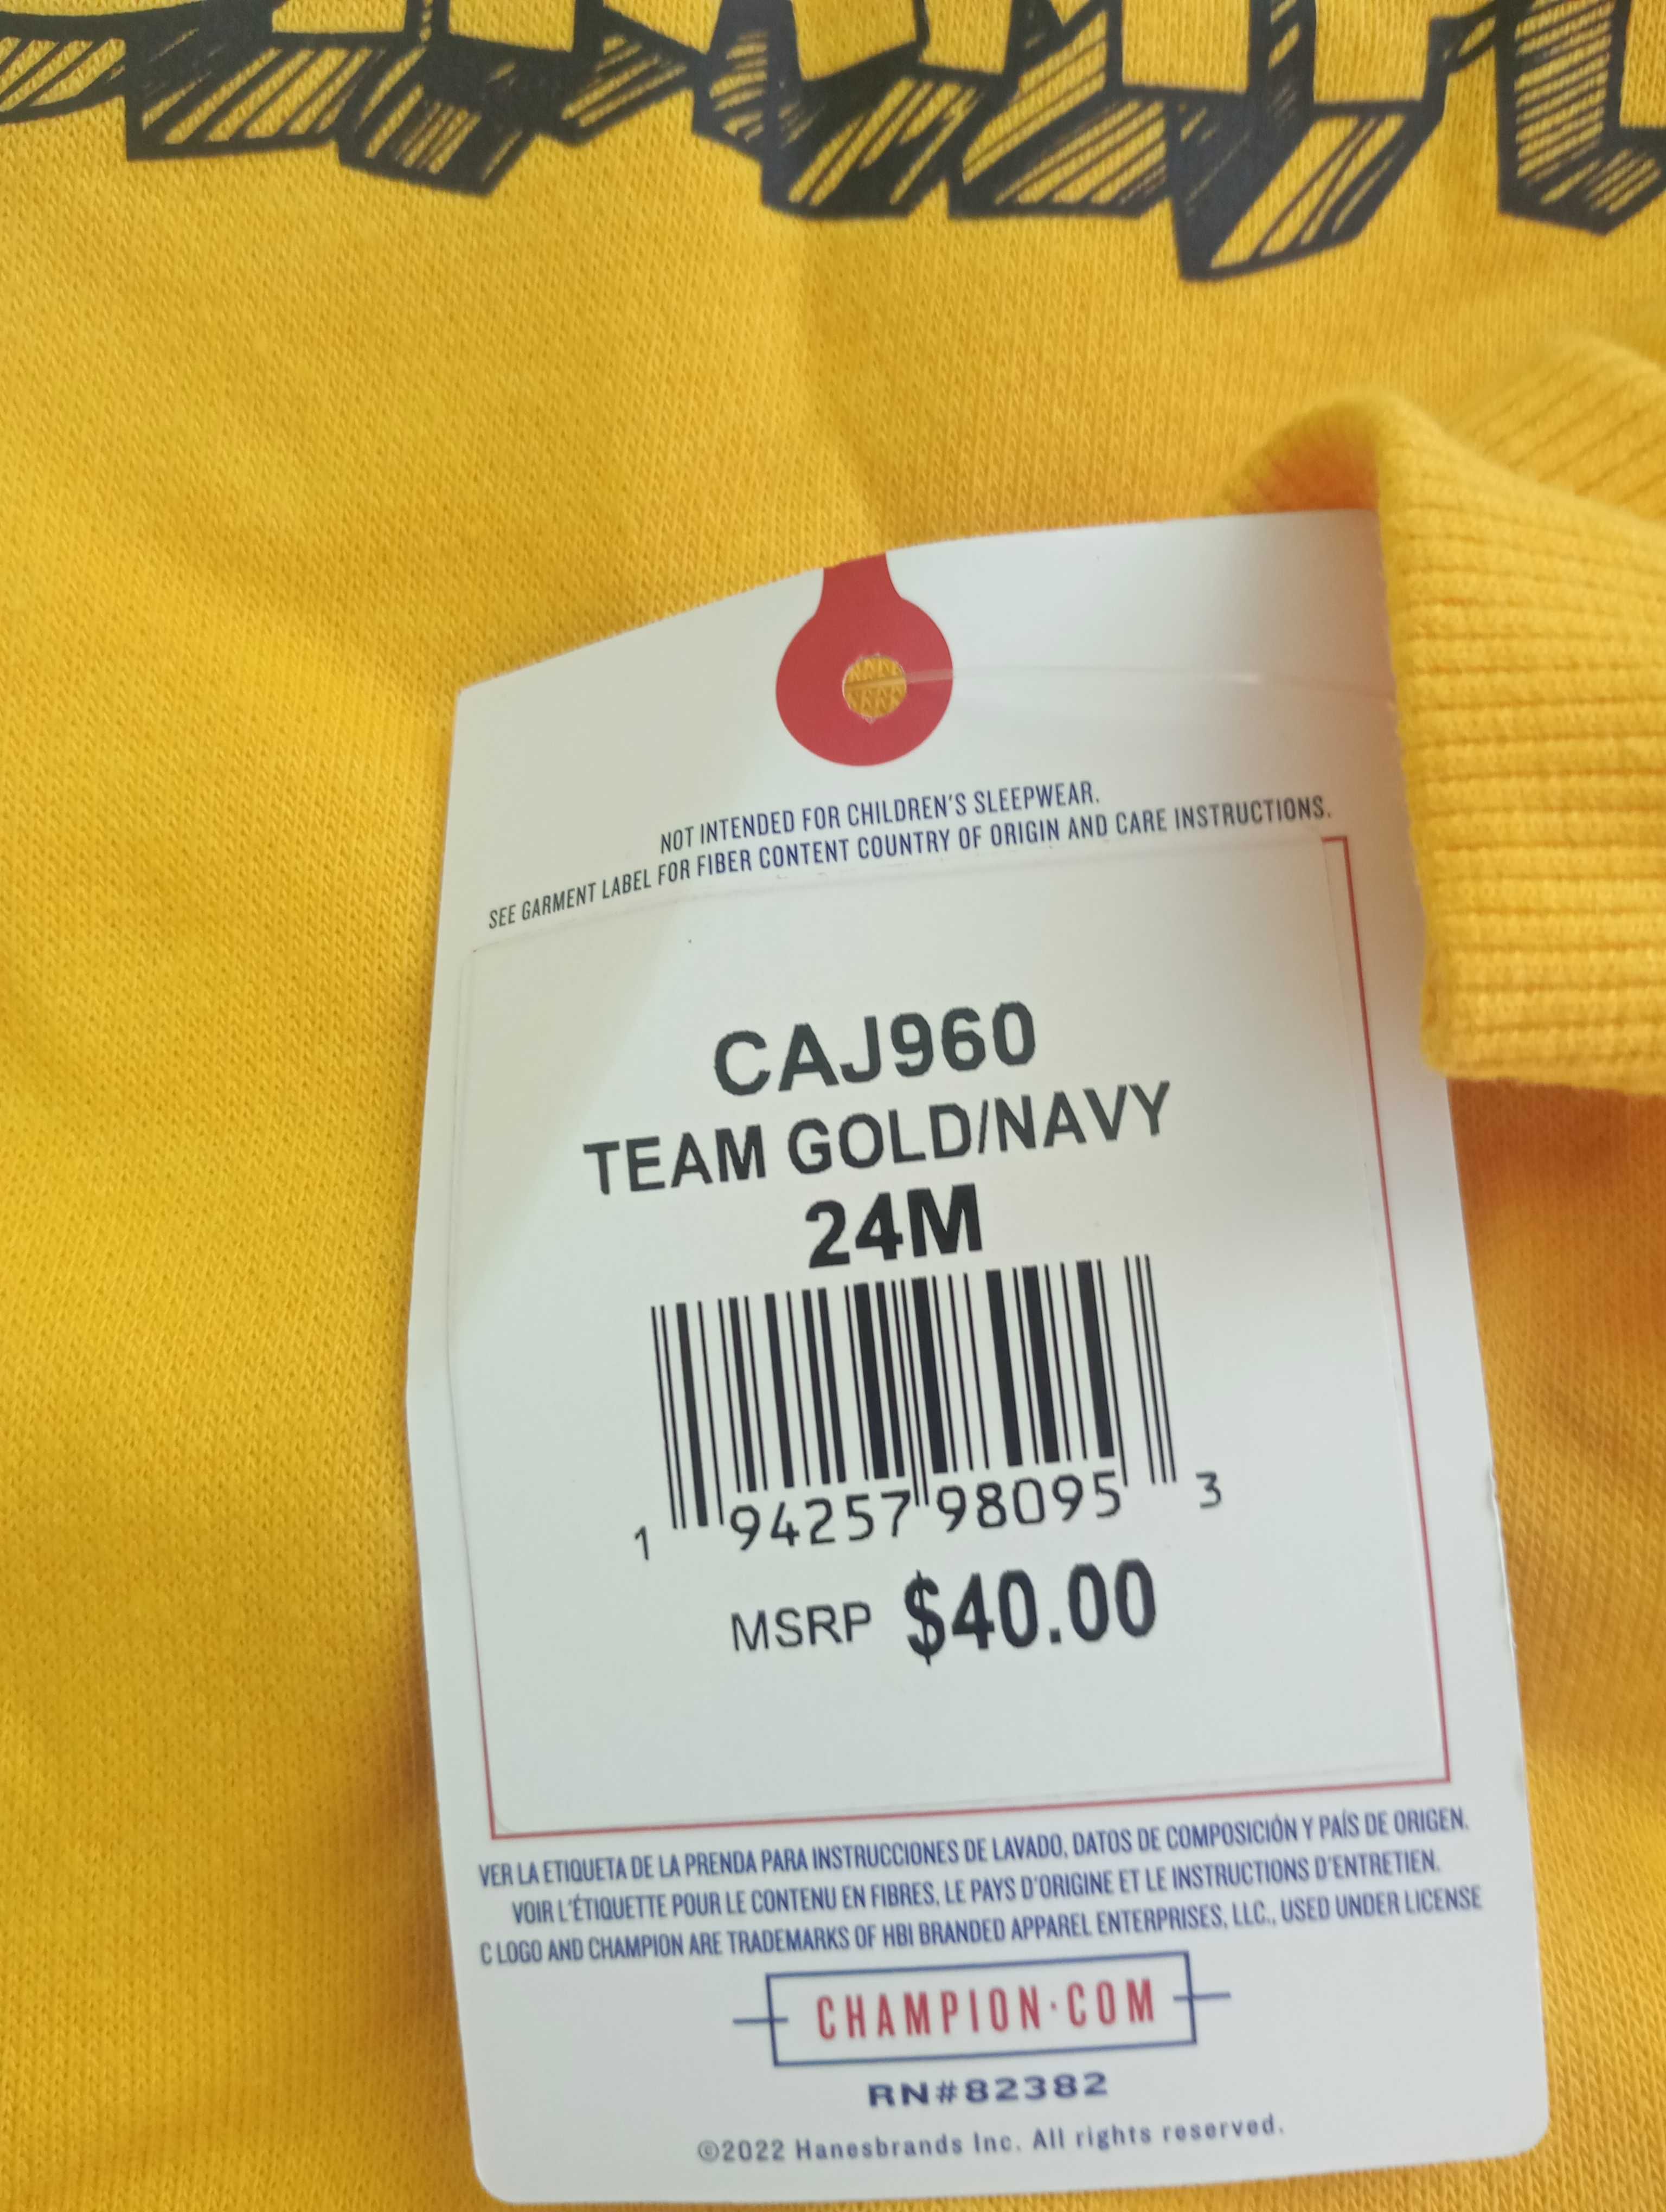 NOT INTENDED FOR CHILDREN'S SLEEPWEAR.
SEE GARMENT LABEL FOR FIBER CONTENT COUNTRY OF ORIGIN AND CARE INSTRUCTIONS.
CAJ960
TEAM GOLD/NAVY
24M
1 94257 98095 3
MSRP $40.00
VER LA ETIQUETA DE LA PRENDA PARA INSTRUCCIONES DE LAVADO, DATOS DE COMPOSICIÓN Y PAÍS DE ORIGEN.
VOIR L'ÉTIQUETTE POUR LE CONTENU EN FIBRES, LE PAYS D'ORIGINE ET LE INSTRUCTIONS D'ENTRETIEN.
C LOGO AND CHAMPION ARE TRADEMARKS OF HBI BRANDED APPAREL ENTERPRISES, LLC., USED UNDER LICENSE
CHAMPION·COM
RN#82382
©2022 Hanesbrands Inc. All rights reserved.